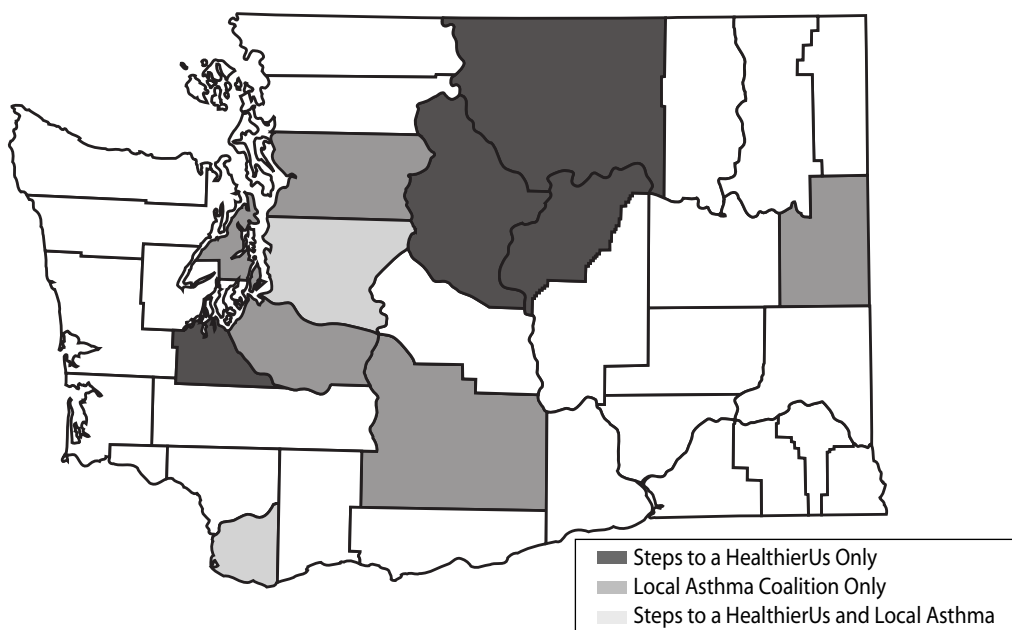 Steps to a HealthierUs Only
Local Asthma Coalition Only
Steps to a HealthierUs and Local Asthma